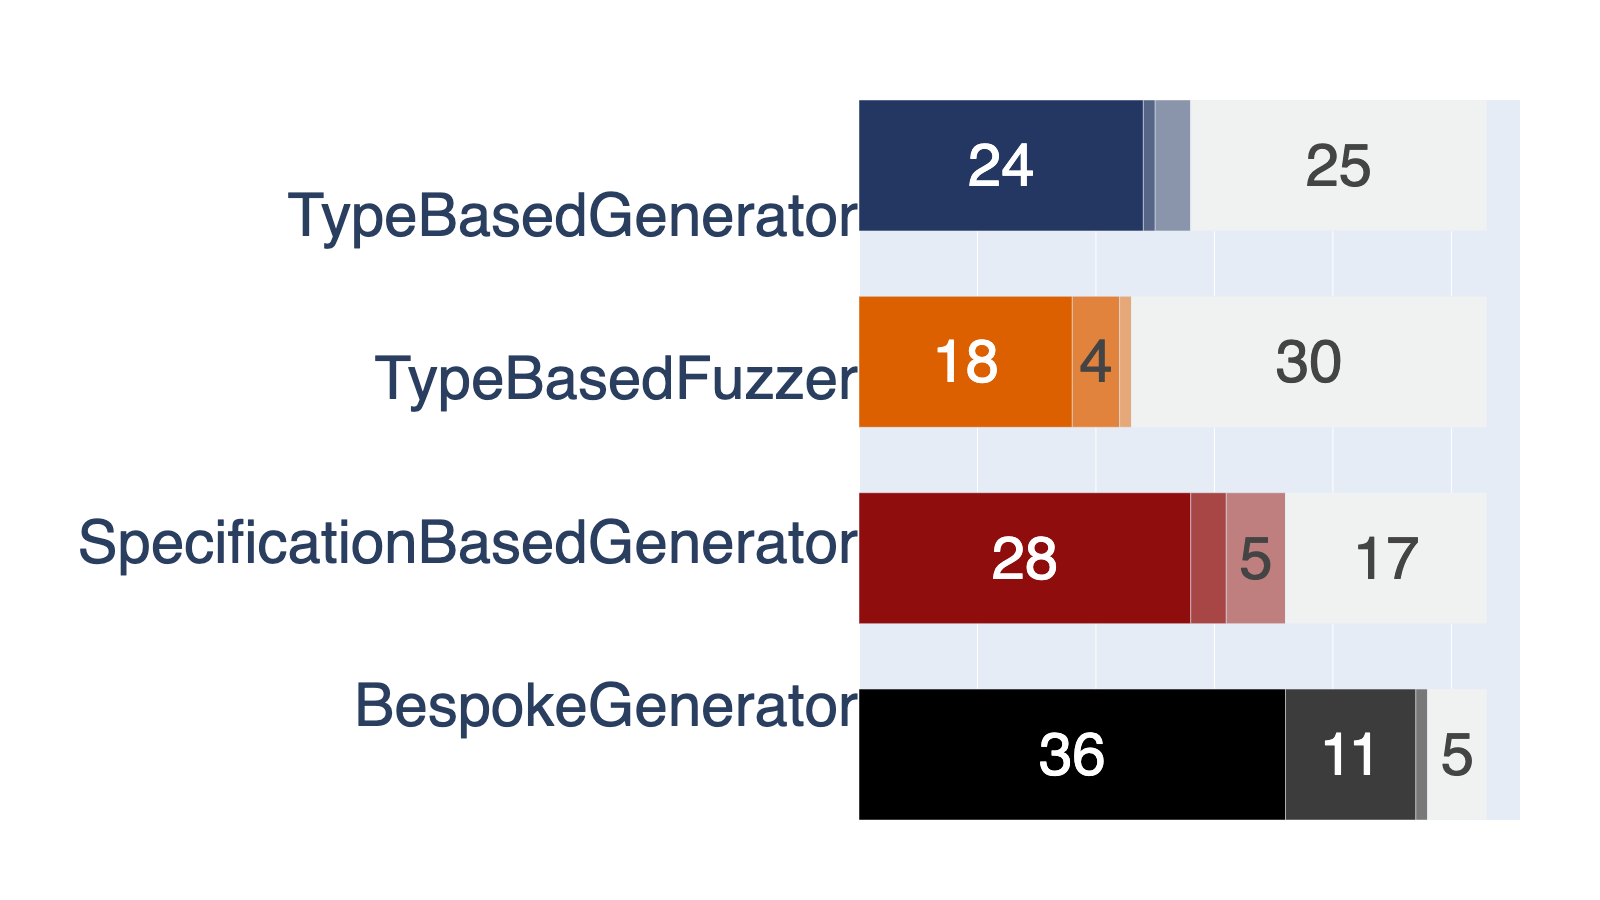 TypeBasedGenerator
24 25
TypeBasedFuzzer
18 4 30
SpecificationBasedGenerator
28 5 17
BespokeGenerator
36 11 5